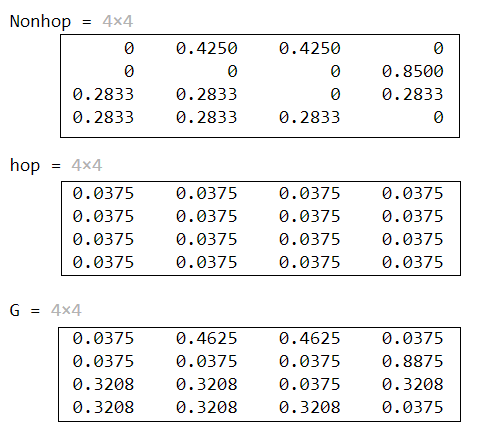 Nonhop = 4×4
0 0.4250 0.4250 0
0 0 0 0.8500
0.2833 0.2833 0 0.2833
0.2833 0.2833 0.2833 0
hop = 4×4
0.0375 0.0375 0.0375 0.0375
0.0375 0.0375 0.0375 0.0375
0.0375 0.0375 0.0375 0.0375
0.0375 0.0375 0.0375 0.0375
G = 4×4
0.0375 0.4625 0.4625 0.0375
0.0375 0.0375 0.0375 0.8875
0.3208 0.3208 0.0375 0.3208
0.3208 0.3208 0.3208 0.0375